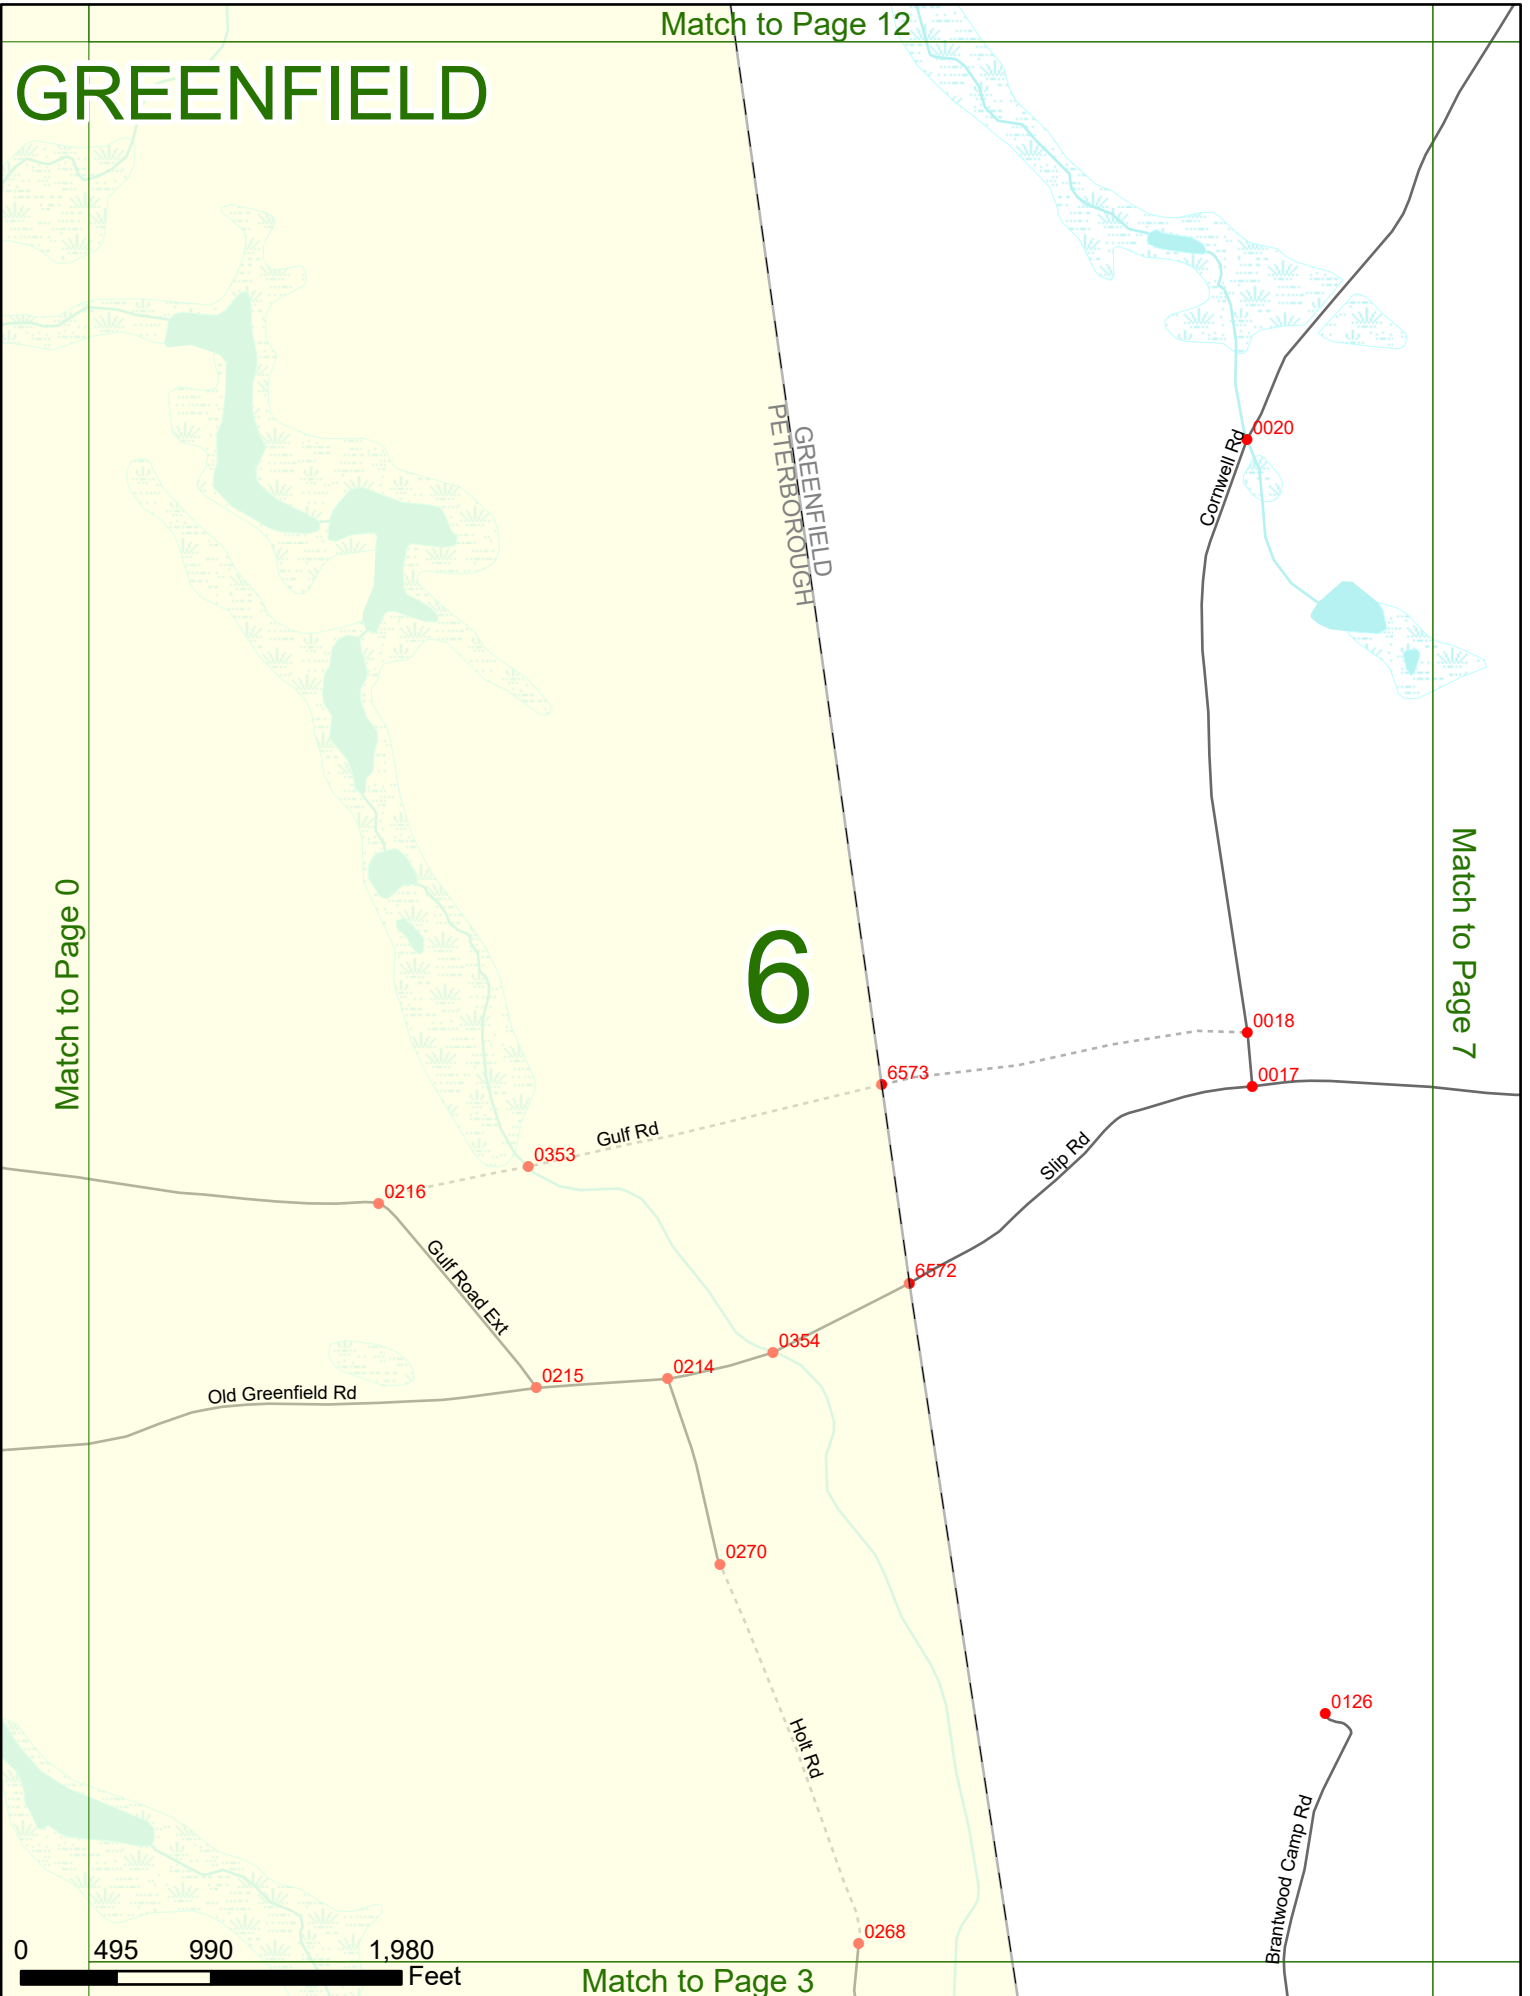 Match to Page 12
GREENFIELD
GREENFIELD
PETERBOROUGH
0020
Cornwell Rd
Match to Page 0
6
Match to Page 7
0018
6573
0017
Gulf Rd
0353
Slip Rd
0216
Gulf Road Ext
6572
0354
0214
0215
Old Greenfield Rd
0270
0126
Holt Rd
Brantwood Camp Rd
0268
0 495 990 1,980
Feet
Match to Page 3